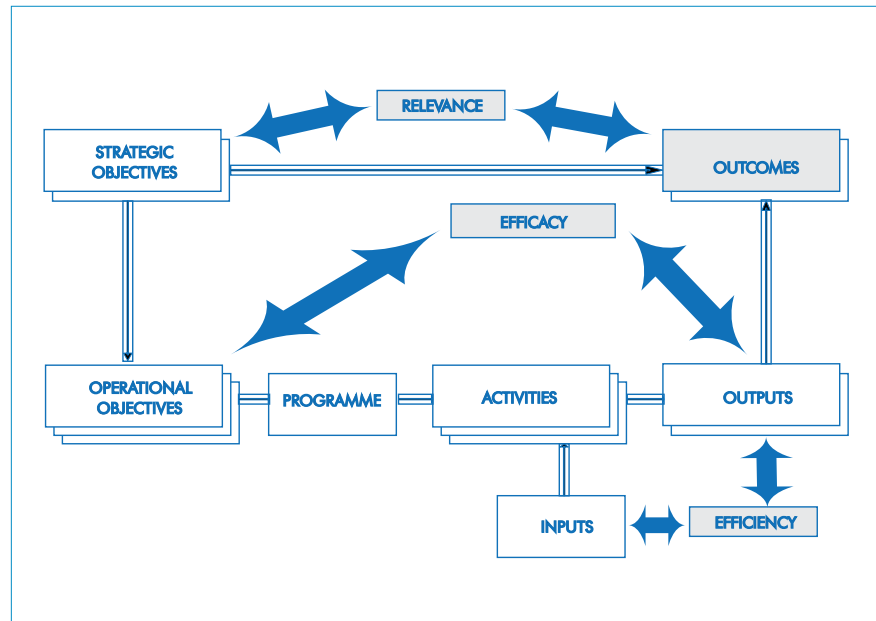 RELEVANCE
STRATEGIC
OBJECTIVES
OUTCOMES
EFFICACY
OPERATIONAL
OBJECTIVES
PROGRAMME
ACTIVITIES
OUTPUTS
INPUTS
EFFICIENCY